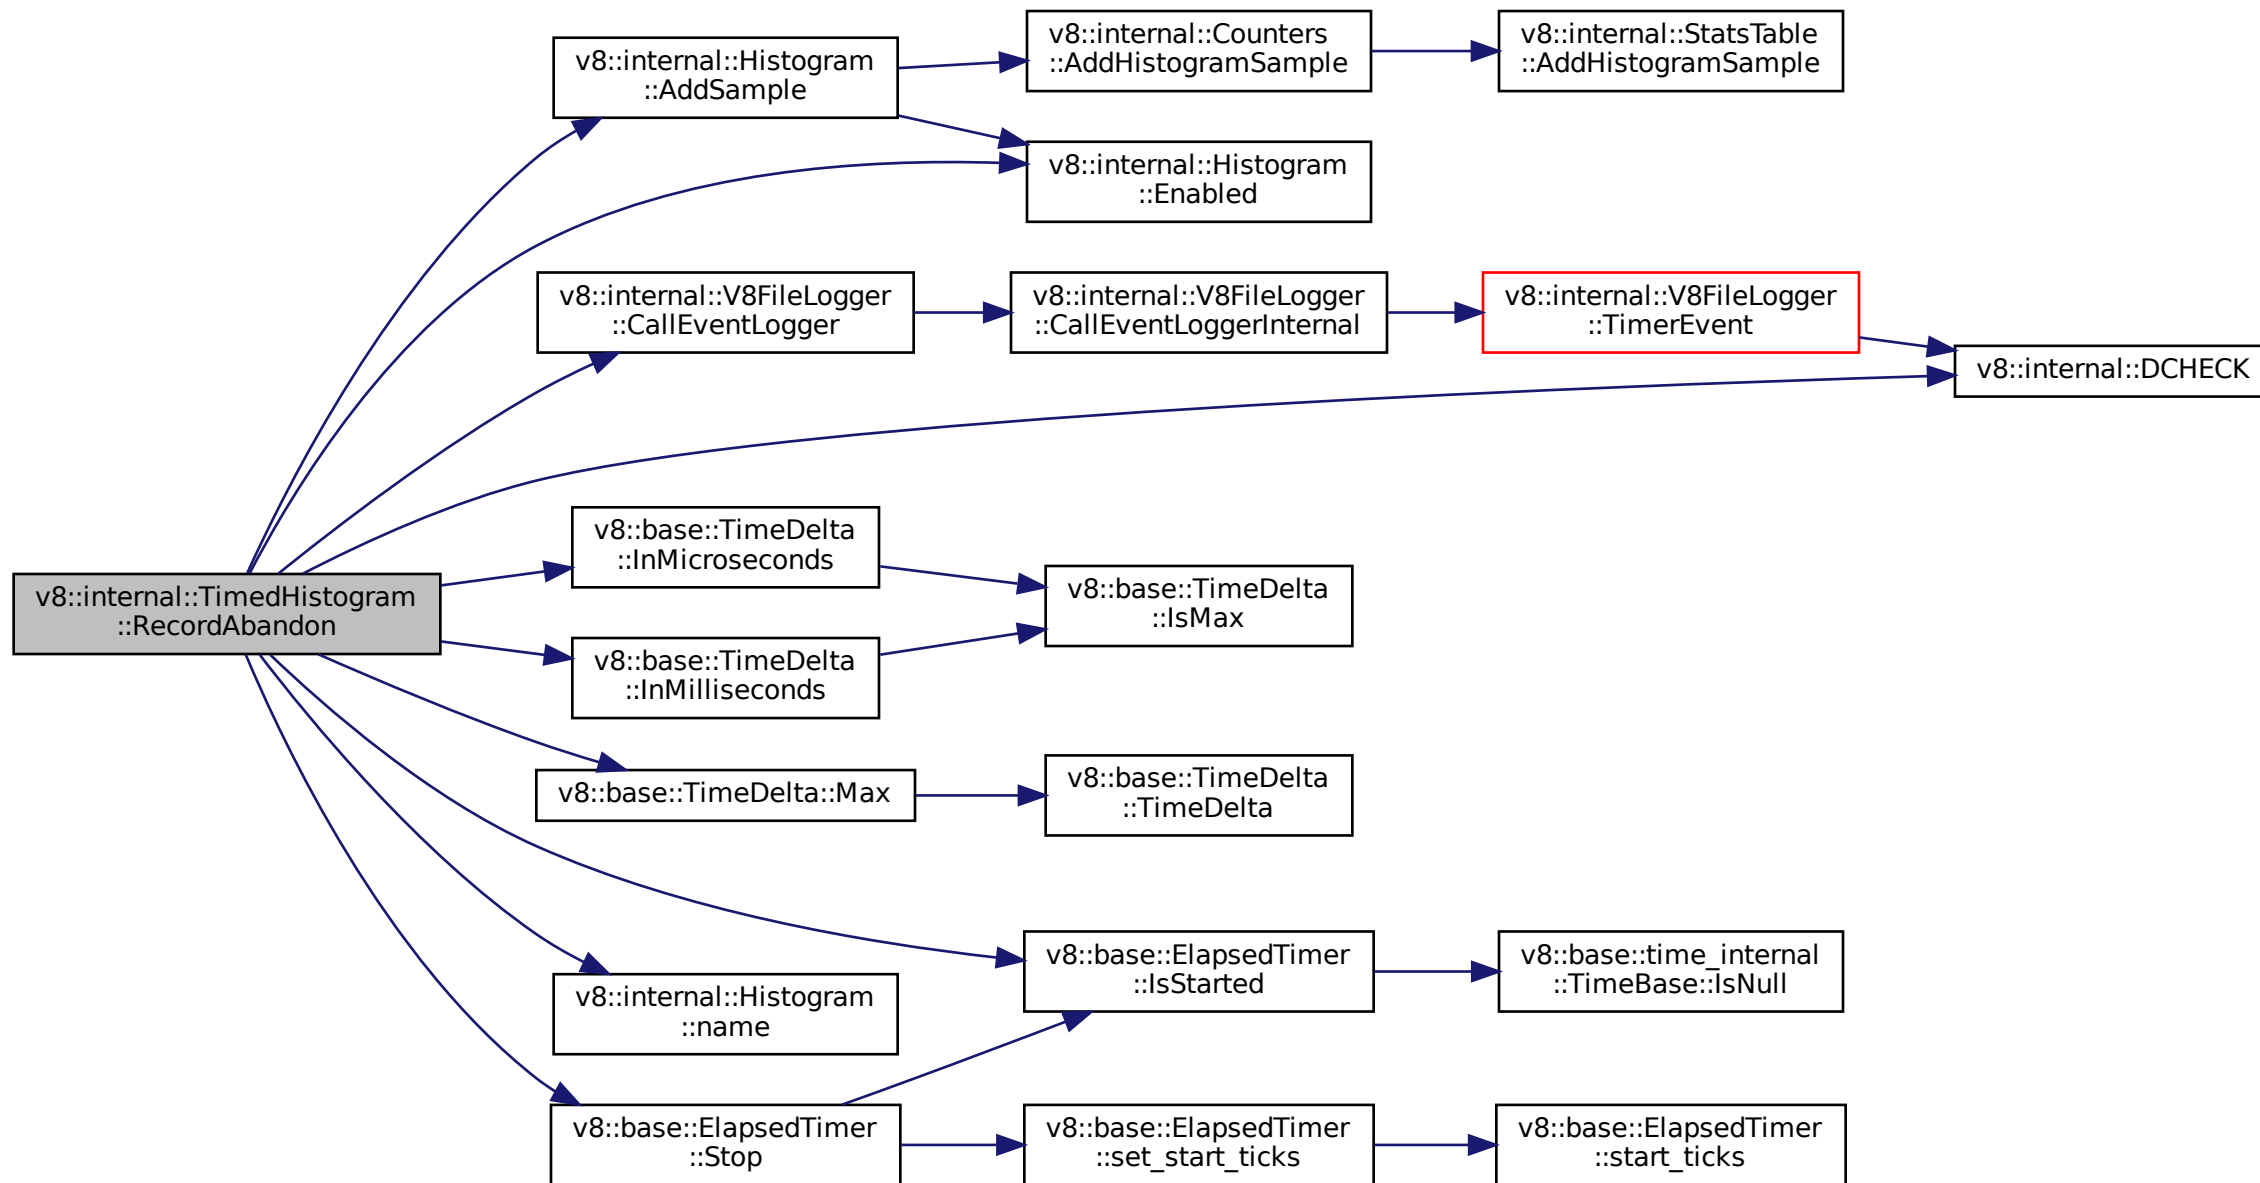 v8::internal::TimedHistogram
::RecordAbandon
v8::internal::Histogram
::AddSample
v8::internal::Counters
::AddHistogramSample
v8::internal::StatsTable
::AddHistogramSample
v8::internal::Histogram
::Enabled
v8::internal::V8FileLogger
::CallEventLogger
v8::internal::V8FileLogger
::CallEventLoggerInternal
v8::internal::V8FileLogger
::TimerEvent
v8::internal::DCHECK
v8::base::TimeDelta
::InMicroseconds
v8::base::TimeDelta
::IsMax
v8::base::TimeDelta
::InMilliseconds
v8::base::TimeDelta::Max
v8::base::TimeDelta
::TimeDelta
v8::base::ElapsedTimer
::IsStarted
v8::base::time_internal
::TimeBase::IsNull
v8::internal::Histogram
::name
v8::base::ElapsedTimer
::Stop
v8::base::ElapsedTimer
::set_start_ticks
v8::base::ElapsedTimer
::start_ticks